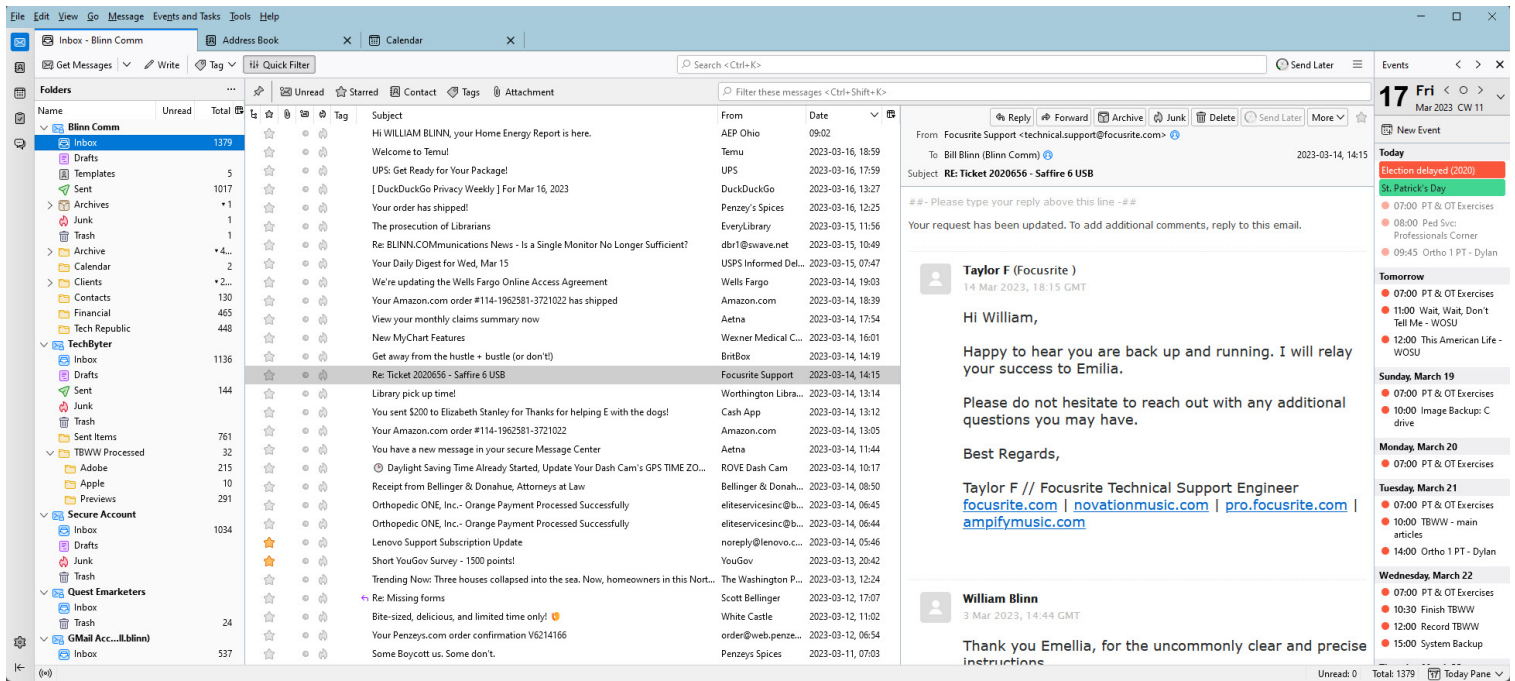 File Edit View Go Message Events and Tasks Tools Help
Inbox - Blinn Comm
Address Book
Calendar
Get Messages Write Tag Quick Filter
Search <Ctrl+K>
Send Later
Events
Folders
Name Unread Total
Blinn Comm
Inbox 1379
Drafts
Templates 5
Sent 1017
Archives 1
Junk 1
Trash 1
Archive 4...
Calendar 2
Clients 2...
Contacts 130
Financial 465
Tech Republic 448
TechByter
Inbox 1136
Drafts
Sent 144
Junk
Trash
Sent Items 761
TBWW Processed 32
Adobe 215
Apple 10
Previews 291
Secure Account
Inbox 1034
Drafts
Junk
Trash
Quest Emarketers
Inbox
Trash 24
GMail Acc...ll.blinn)
Inbox 537
Unread Starred Contact Tags Attachment
Filter these messages <Ctrl+Shift+K>
Tag Subject From Date
Hi WILLIAM BLINN, your Home Energy Report is here. AEP Ohio 09:02
Welcome to Temu! Temu 2023-03-16, 18:59
UPS: Get Ready for Your Package! UPS 2023-03-16, 17:59
[ DuckDuckGo Privacy Weekly ] For Mar 16, 2023 DuckDuckGo 2023-03-16, 13:27
Your order has shipped! Penzey's Spices 2023-03-16, 12:25
The prosecution of Librarians EveryLibrary 2023-03-15, 11:56
Re: BLINN.COMmunications News - Is a Single Monitor No Longer Sufficient? dbr1@swave.net 2023-03-15, 10:49
Your Daily Digest for Wed, Mar 15 USPS Informed Del... 2023-03-15, 07:47
We're updating the Wells Fargo Online Access Agreement Wells Fargo 2023-03-14, 19:03
Your Amazon.com order #114-1962581-3721022 has shipped Amazon.com 2023-03-14, 18:39
View your monthly claims summary now Aetna 2023-03-14, 17:54
New MyChart Features Wexner Medical C... 2023-03-14, 16:01
Get away from the hustle + bustle (or don't!) BritBox 2023-03-14, 14:19
Re: Ticket 2020656 - Saffire 6 USB Focusrite Support 2023-03-14, 14:15
Library pick up time! Worthington Libra... 2023-03-14, 13:14
You sent $200 to Elizabeth Stanley for Thanks for helping E with the dogs! Cash App 2023-03-14, 13:12
Your Amazon.com order #114-1962581-3721022 Amazon.com 2023-03-14, 13:05
You have a new message in your secure Message Center Aetna 2023-03-14, 11:44
Daylight Saving Time Already Started, Update Your Dash Cam's GPS TIME ZO... ROVE Dash Cam 2023-03-14, 10:17
Receipt from Bellinger & Donahue, Attorneys at Law Bellinger & Donah... 2023-03-14, 08:50
Orthopedic ONE, Inc.- Orange Payment Processed Successfully eliteservicesinc@b... 2023-03-14, 06:45
Orthopedic ONE, Inc.- Orange Payment Processed Successfully eliteservicesinc@b... 2023-03-14, 06:44
Lenovo Support Subscription Update noreply@lenovo.c... 2023-03-14, 05:46
Short YouGov Survey - 1500 points! YouGov 2023-03-13, 20:42
Trending Now: Three houses collapsed into the sea. Now, homeowners in this Nort... The Washington P... 2023-03-13, 12:24
Re: Missing forms Scott Bellinger 2023-03-12, 17:07
Bite-sized, delicious, and limited time only! White Castle 2023-03-12, 11:02
Your Penzeys.com order confirmation V6214166 order@web.penze... 2023-03-12, 06:54
Some Boycott us. Some don't. Penzeys Spices 2023-03-11, 07:03
Reply Forward Archive Junk Delete Send Later More
From Focusrite Support <technical.support@focusrite.com>
To Bill Blinn (Blinn Comm) 2023-03-14, 14:15
Subject RE: Ticket 2020656 - Saffire 6 USB
##- Please type your reply above this line -##
Your request has been updated. To add additional comments, reply to this email.
Taylor F (Focusrite )
14 Mar 2023, 18:15 GMT
Hi William,
Happy to hear you are back up and running. I will relay
your success to Emilia.
Please do not hesitate to reach out with any additional
questions you may have.
Best Regards,
Taylor F // Focusrite Technical Support Engineer
focusrite.com | novationmusic.com | pro.focusrite.com |
ampifymusic.com
William Blinn
3 Mar 2023, 14:44 GMT
Thank you Emellia, for the uncommonly clear and precise
instructions
17 Fri
Mar 2023 CW 11
New Event
Today
Election delayed (2020)
St. Patrick's Day
07:00 PT & OT Exercises
08:00 Ped Svc:
Professionals Corner
09:45 Ortho 1 PT - Dylan
Tomorrow
07:00 PT & OT Exercises
11:00 Wait, Wait, Don't
Tell Me - WOSU
12:00 This American Life -
WOSU
Sunday, March 19
07:00 PT & OT Exercises
10:00 Image Backup: C
drive
Monday, March 20
07:00 PT & OT Exercises
Tuesday, March 21
07:00 PT & OT Exercises
10:00 TBWW - main
articles
14:00 Ortho 1 PT - Dylan
Wednesday, March 22
07:00 PT & OT Exercises
10:30 Finish TBWW
12:00 Record TBWW
15:00 System Backup
Unread: 0 Total: 1379 17 Today Pane